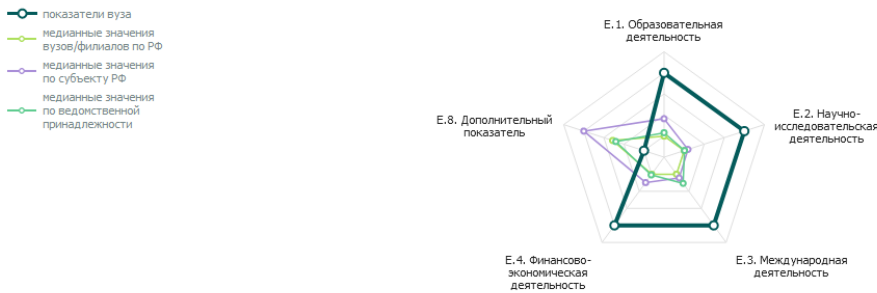 показатели вуза
медианные значения
вузов/филиалов по РФ
медианные значения
по субъекту РФ
медианные значения
по ведомственной
принадлежности
E.1. Образовательная
деятельность
E.2. Научно-
исследовательская
деятельность
E.3. Международная
деятельность
E.4. Финансово-
экономическая
деятельность
E.8. Дополнительный
показатель